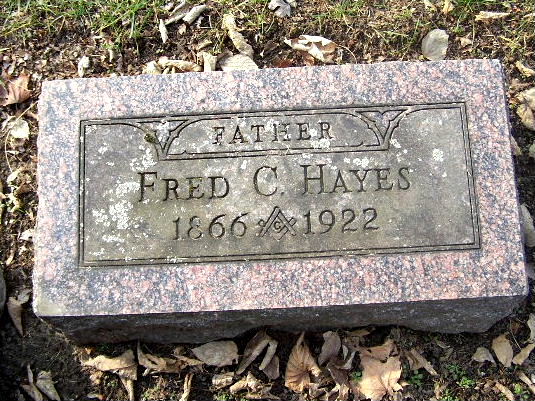 FATHER
FRED C. HAYES
1866 G 1922